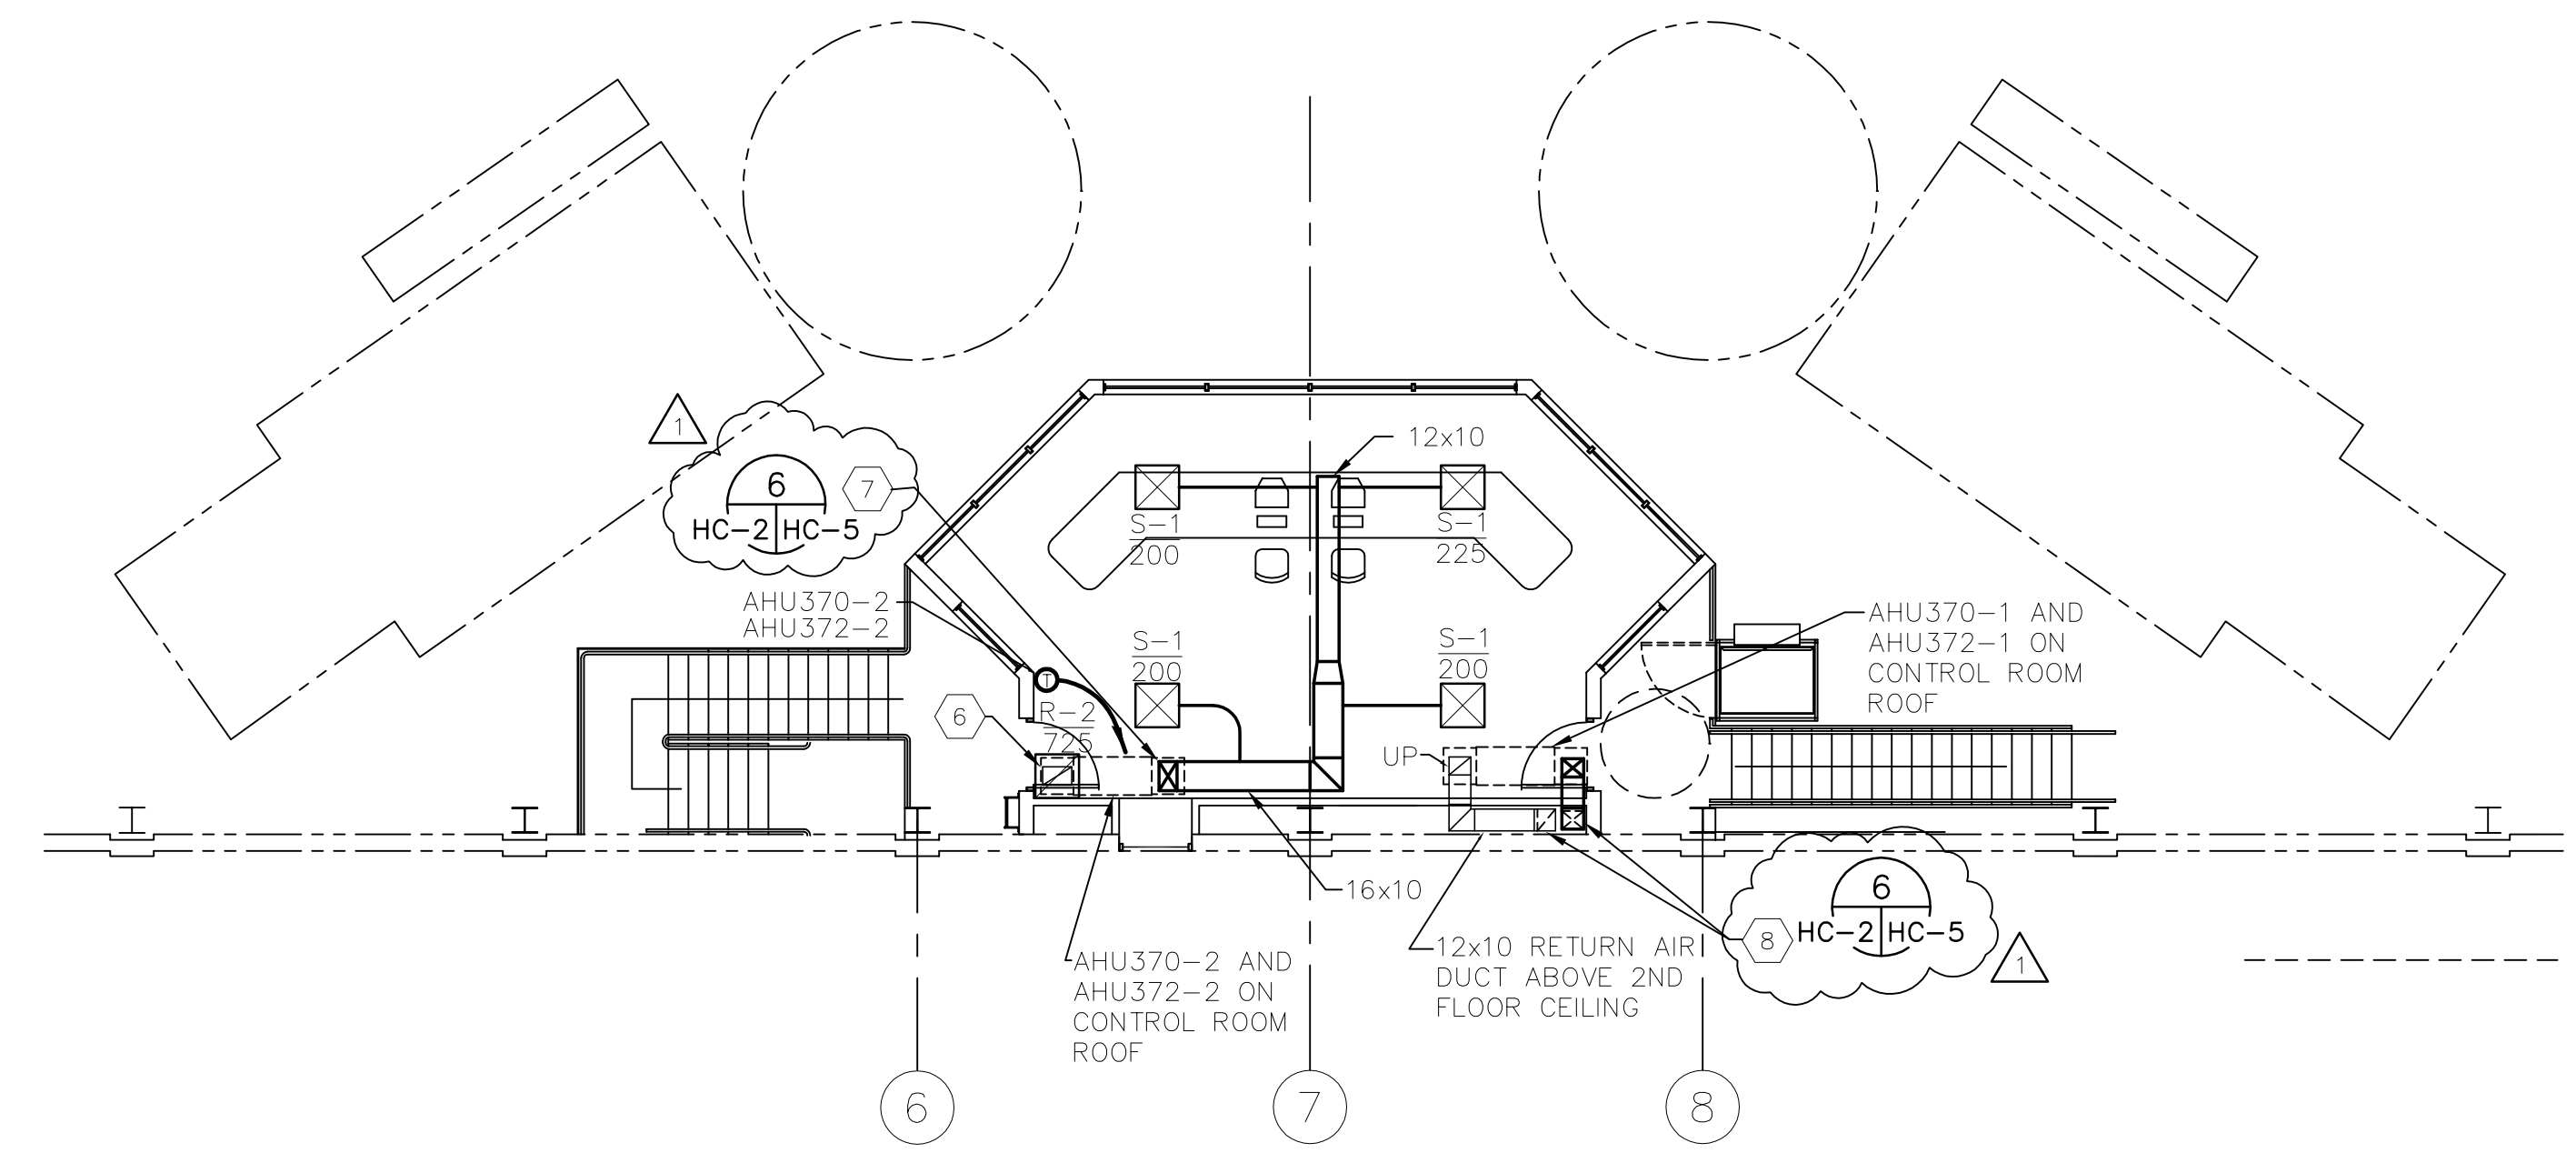 12x10
1
6
HC-2 HC-5
7
S-1
200
S-1
225
AHU370-2
AHU372-2
T
S-1
200
S-1
200
AHU370-1 AND
AHU372-1 ON
CONTROL ROOM
ROOF
6
R-2
725
UP
16x10
AHU370-2 AND
AHU372-2 ON
CONTROL ROOM
ROOF
12x10 RETURN AIR
DUCT ABOVE 2ND
FLOOR CEILING
8
6
HC-2 HC-5
1
6
7
8